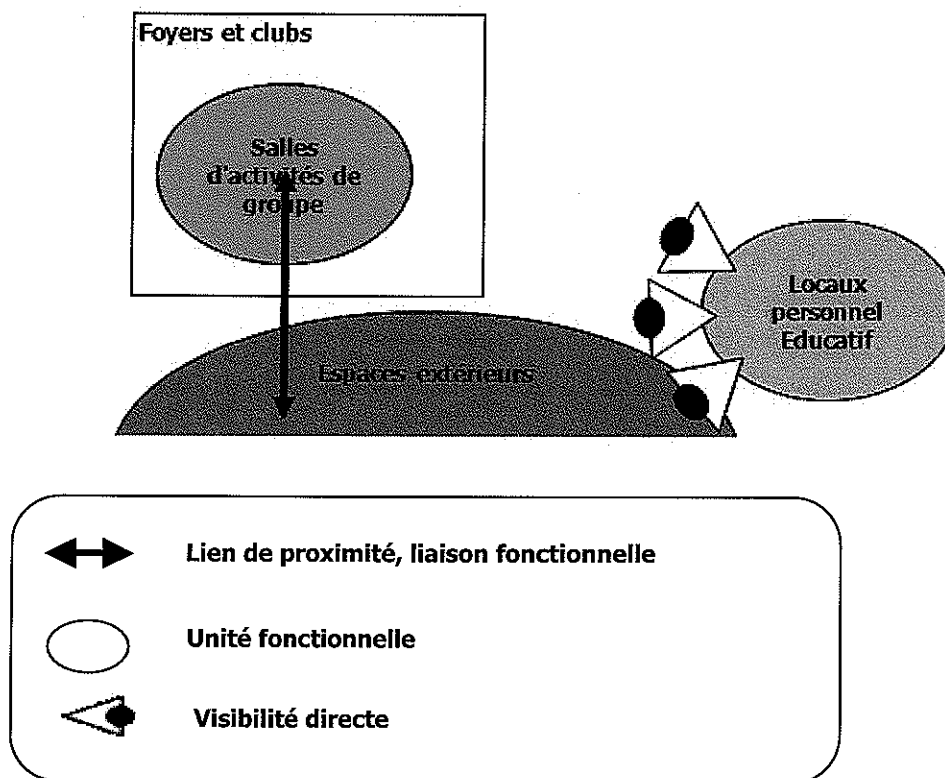 Foyers et clubs
Salles
d'activités de
groupe
Locaux
personnel
Educatif
Espaces extérieurs
Lien de proximité, liaison fonctionnelle
Unité fonctionnelle
Visibilité directe